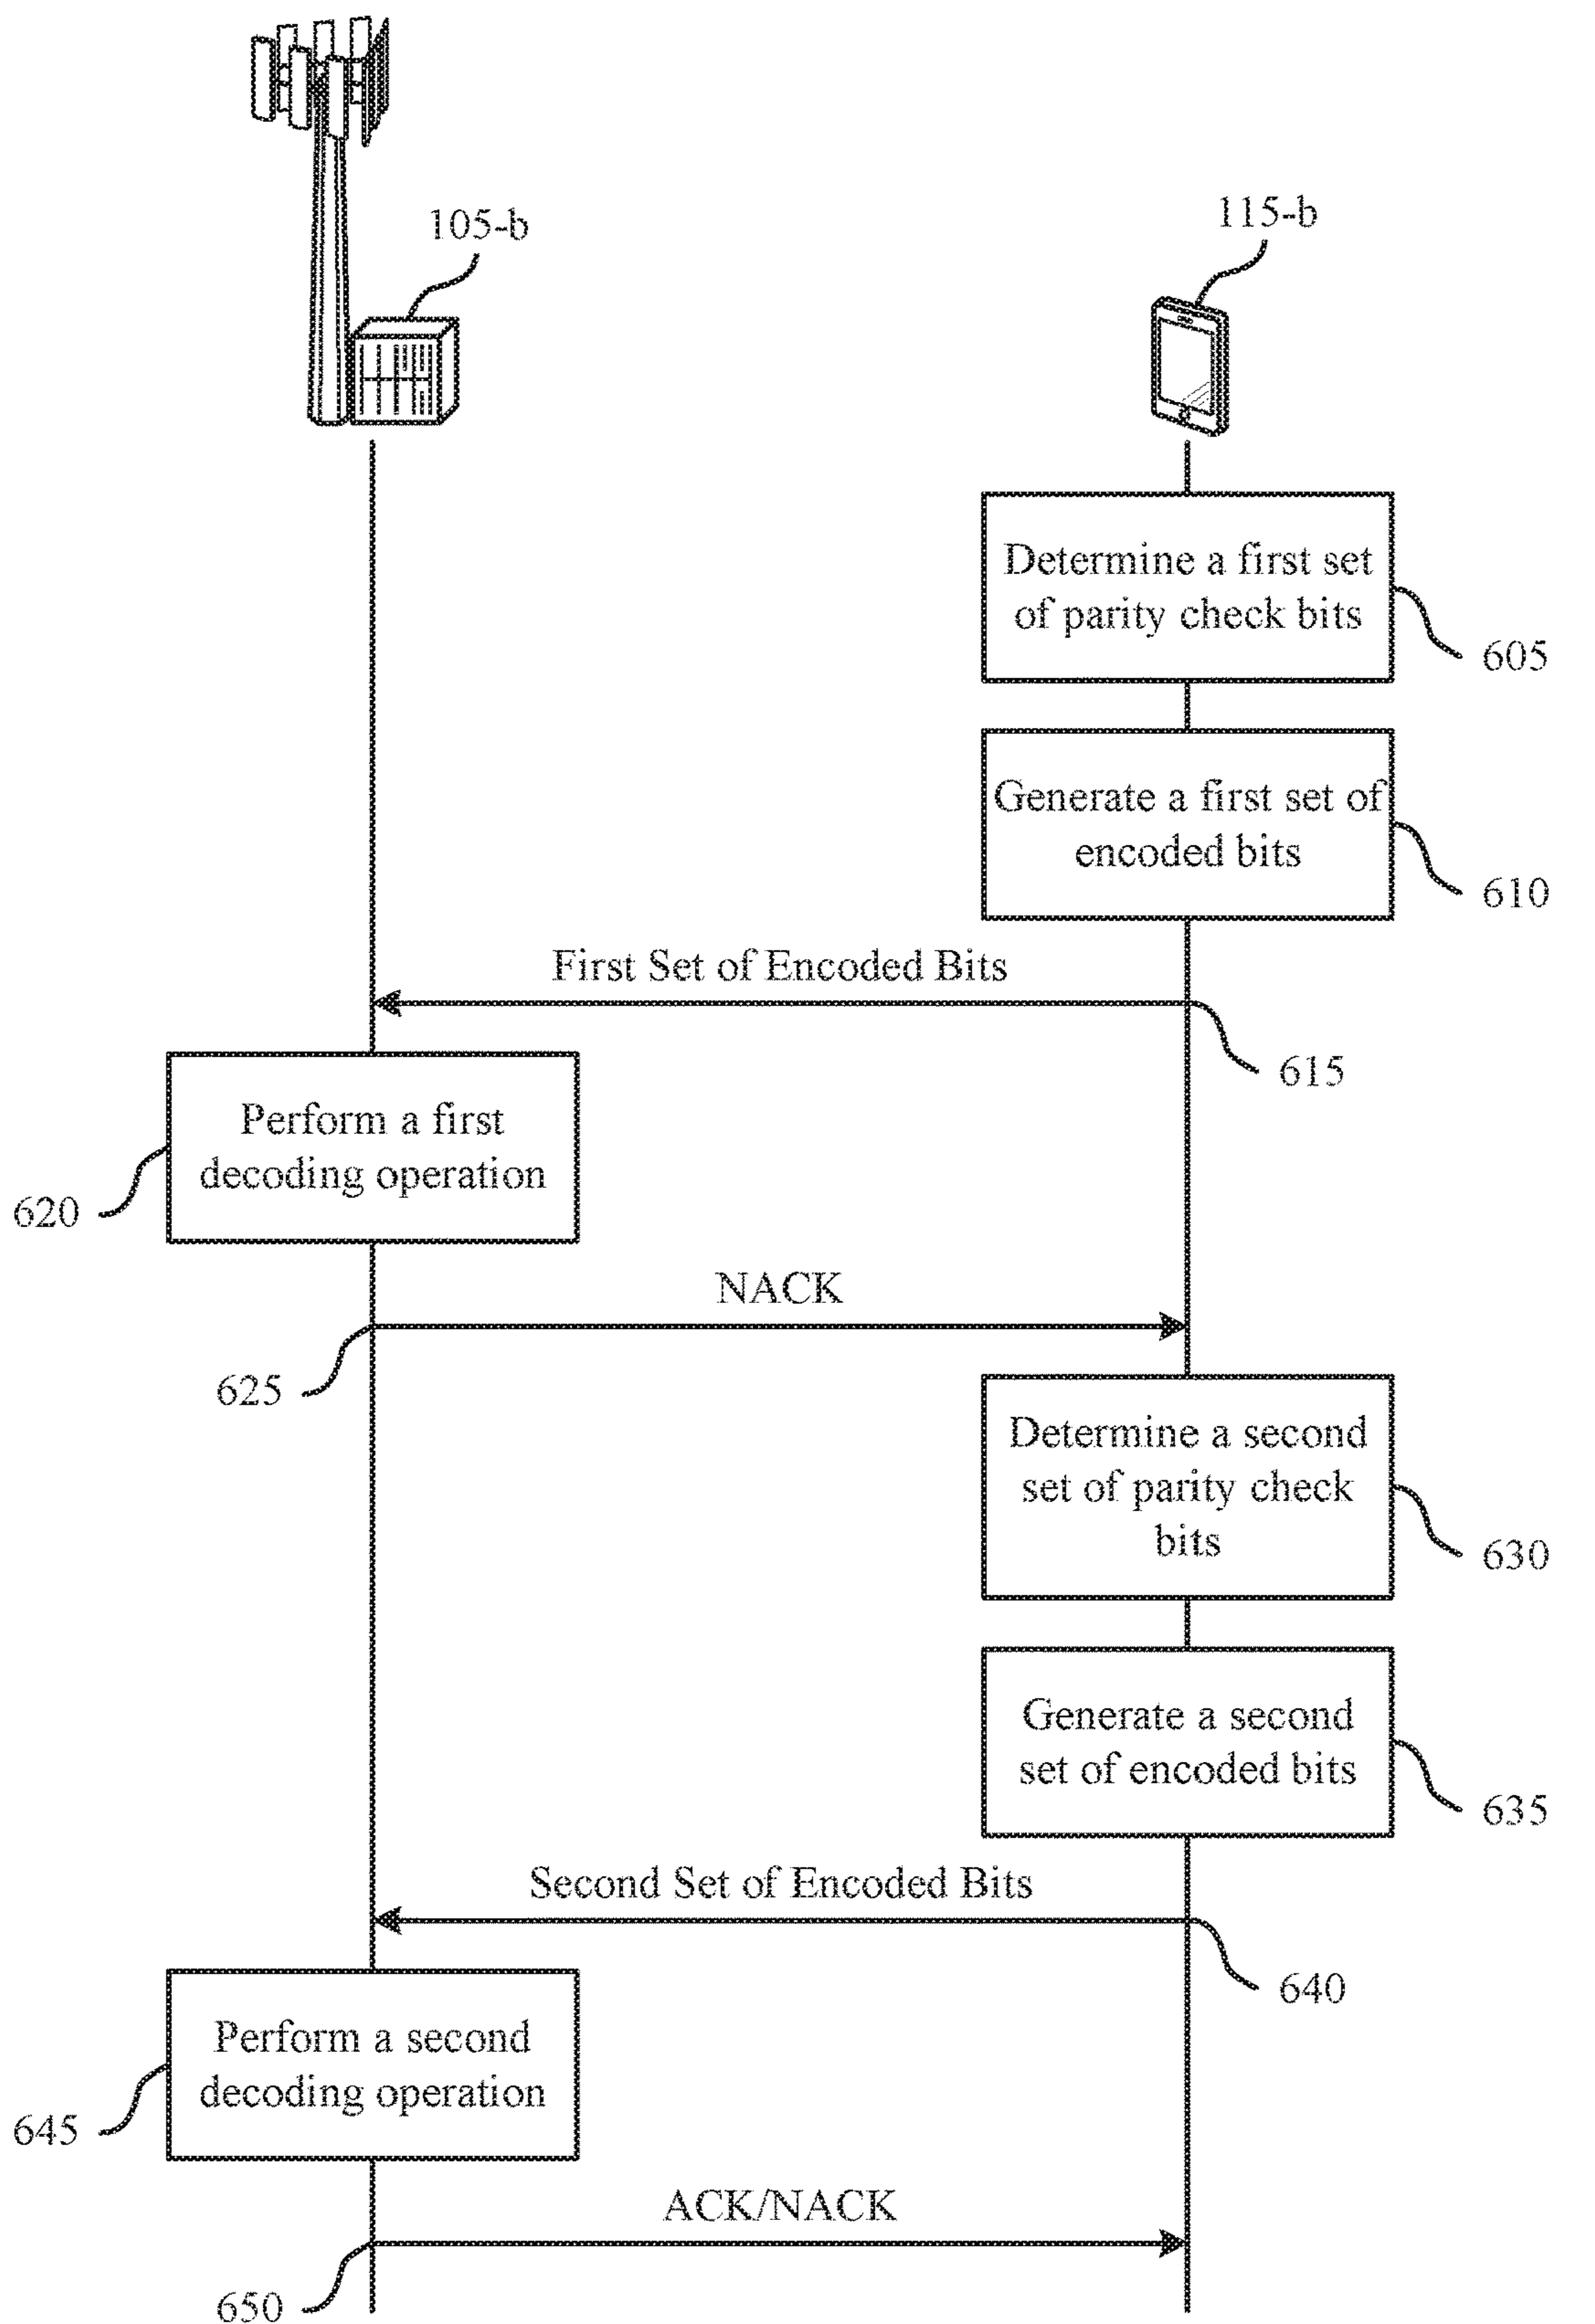 105-b
115-b
Determine a first set
of parity check bits
605
Generate a first set of
encoded bits
610
First Set of Encoded Bits
615
Perform a first
decoding operation
620
NACK
625
Determine a second
set of parity check
bits
630
Generate a second
set of encoded bits
635
Second Set of Encoded Bits
640
Perform a second
decoding operation
645
ACK/NACK
650